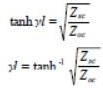 tanh γl = √(Z_sc / Z_oc)
γl = tanh⁻¹ √(Z_sc / Z_oc)